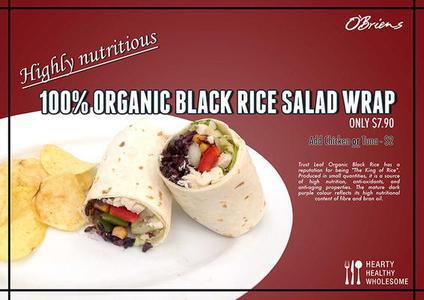 O'Briens
Highly nutritious
100% ORGANIC BLACK RICE SALAD WRAP
ONLY $7.90
Add Chicken or Tuna - $2
Trust Leaf Organic Black Rice has a
reputation for being "The King of Rice".
Produced in small quantities, it is a source
of high nutrition, anti-oxidants, and
anti-aging properties. The mature dark
purple colour reflects its high nutritional
content of fibre and bran oil.
HEARTY
HEALTHY
WHOLESOME